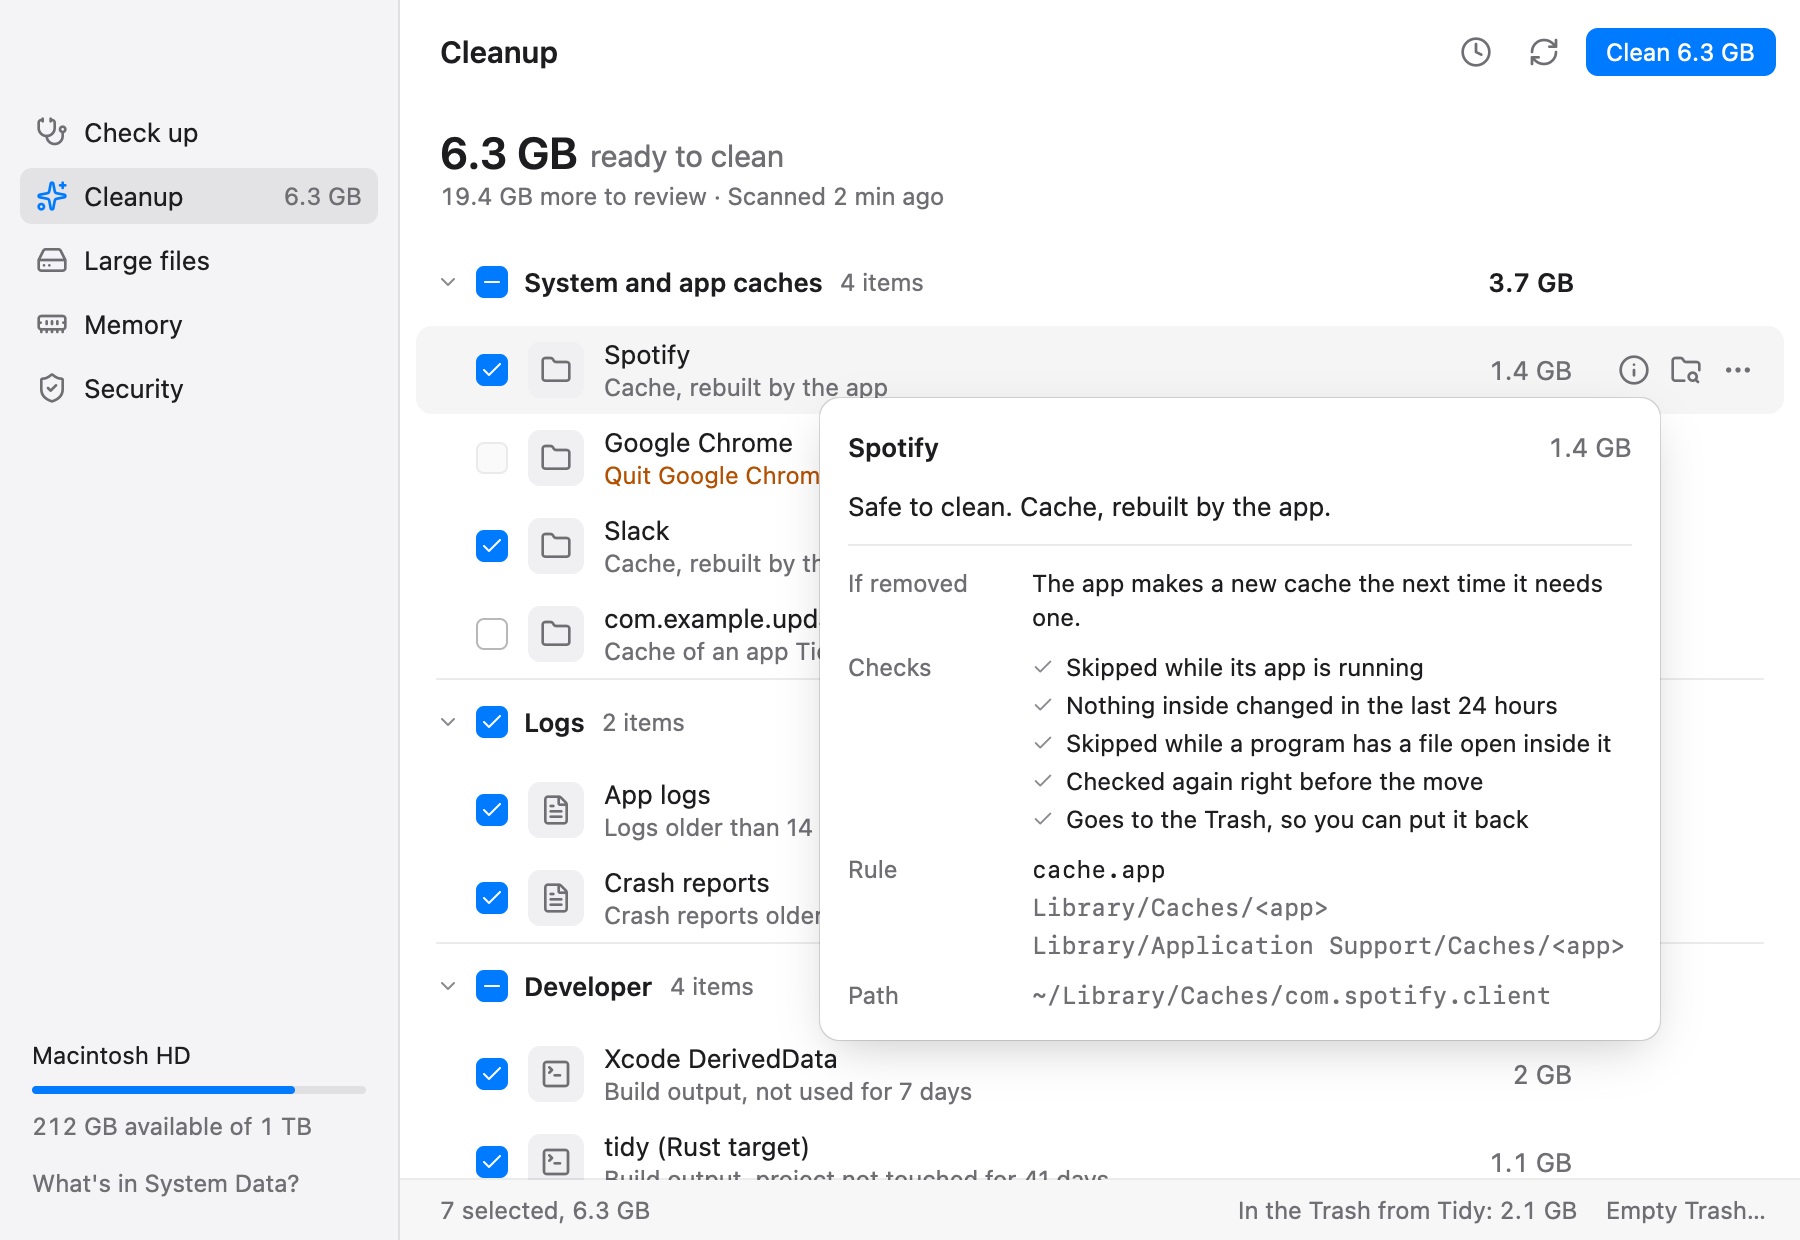 Cleanup
Clean 6.3 GB
Check up
Cleanup 6.3 GB
Large files
Memory
Security
Macintosh HD
212 GB available of 1 TB
What's in System Data?
6.3 GB ready to clean
19.4 GB more to review · Scanned 2 min ago
System and app caches 4 items 3.7 GB
Spotify
Cache, rebuilt by the app
1.4 GB
Google Chrome
Quit Google Chrom
Slack
Cache, rebuilt by th
com.example.upd
Cache of an app
Logs 2 items
App logs
Logs older than 14
Crash reports
Crash reports older
Developer 4 items
Xcode DerivedData
Build output, not used for 7 days
2 GB
tidy (Rust target)
Build output, project not touched for 41 days
1.1 GB
Spotify 1.4 GB
Safe to clean. Cache, rebuilt by the app.
If removed The app makes a new cache the next time it needs
one.
Checks Skipped while its app is running
Nothing inside changed in the last 24 hours
Skipped while a program has a file open inside it
Checked again right before the move
Goes to the Trash, so you can put it back
Rule cache.app
Library/Caches/<app>
Library/Application Support/Caches/<app>
Path ~/Library/Caches/com.spotify.client
7 selected, 6.3 GB
In the Trash from Tidy: 2.1 GB Empty Trash...